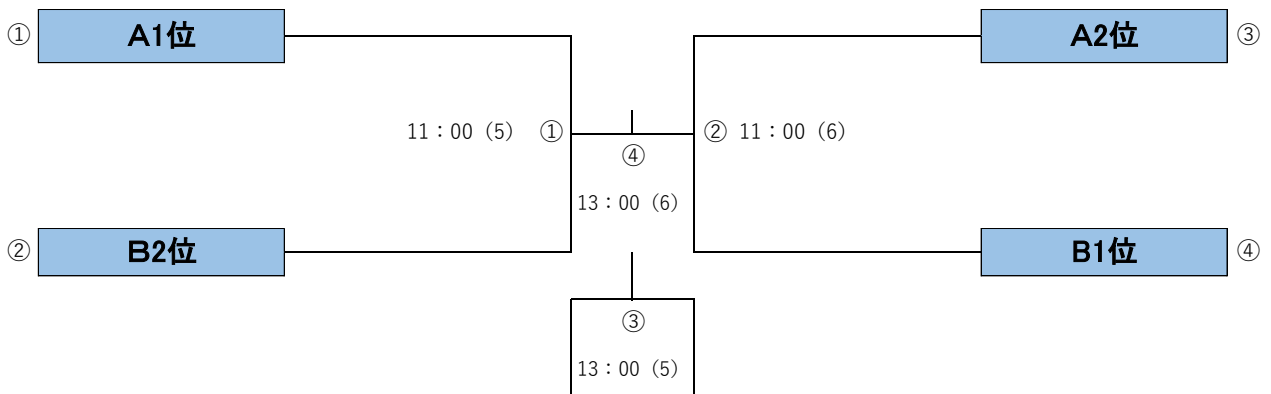 ① A1位
A2位 ③
11：00（5） ①
② 11：00（6）
④
13：00（6）
② B2位
B1位 ④
③
13：00（5）